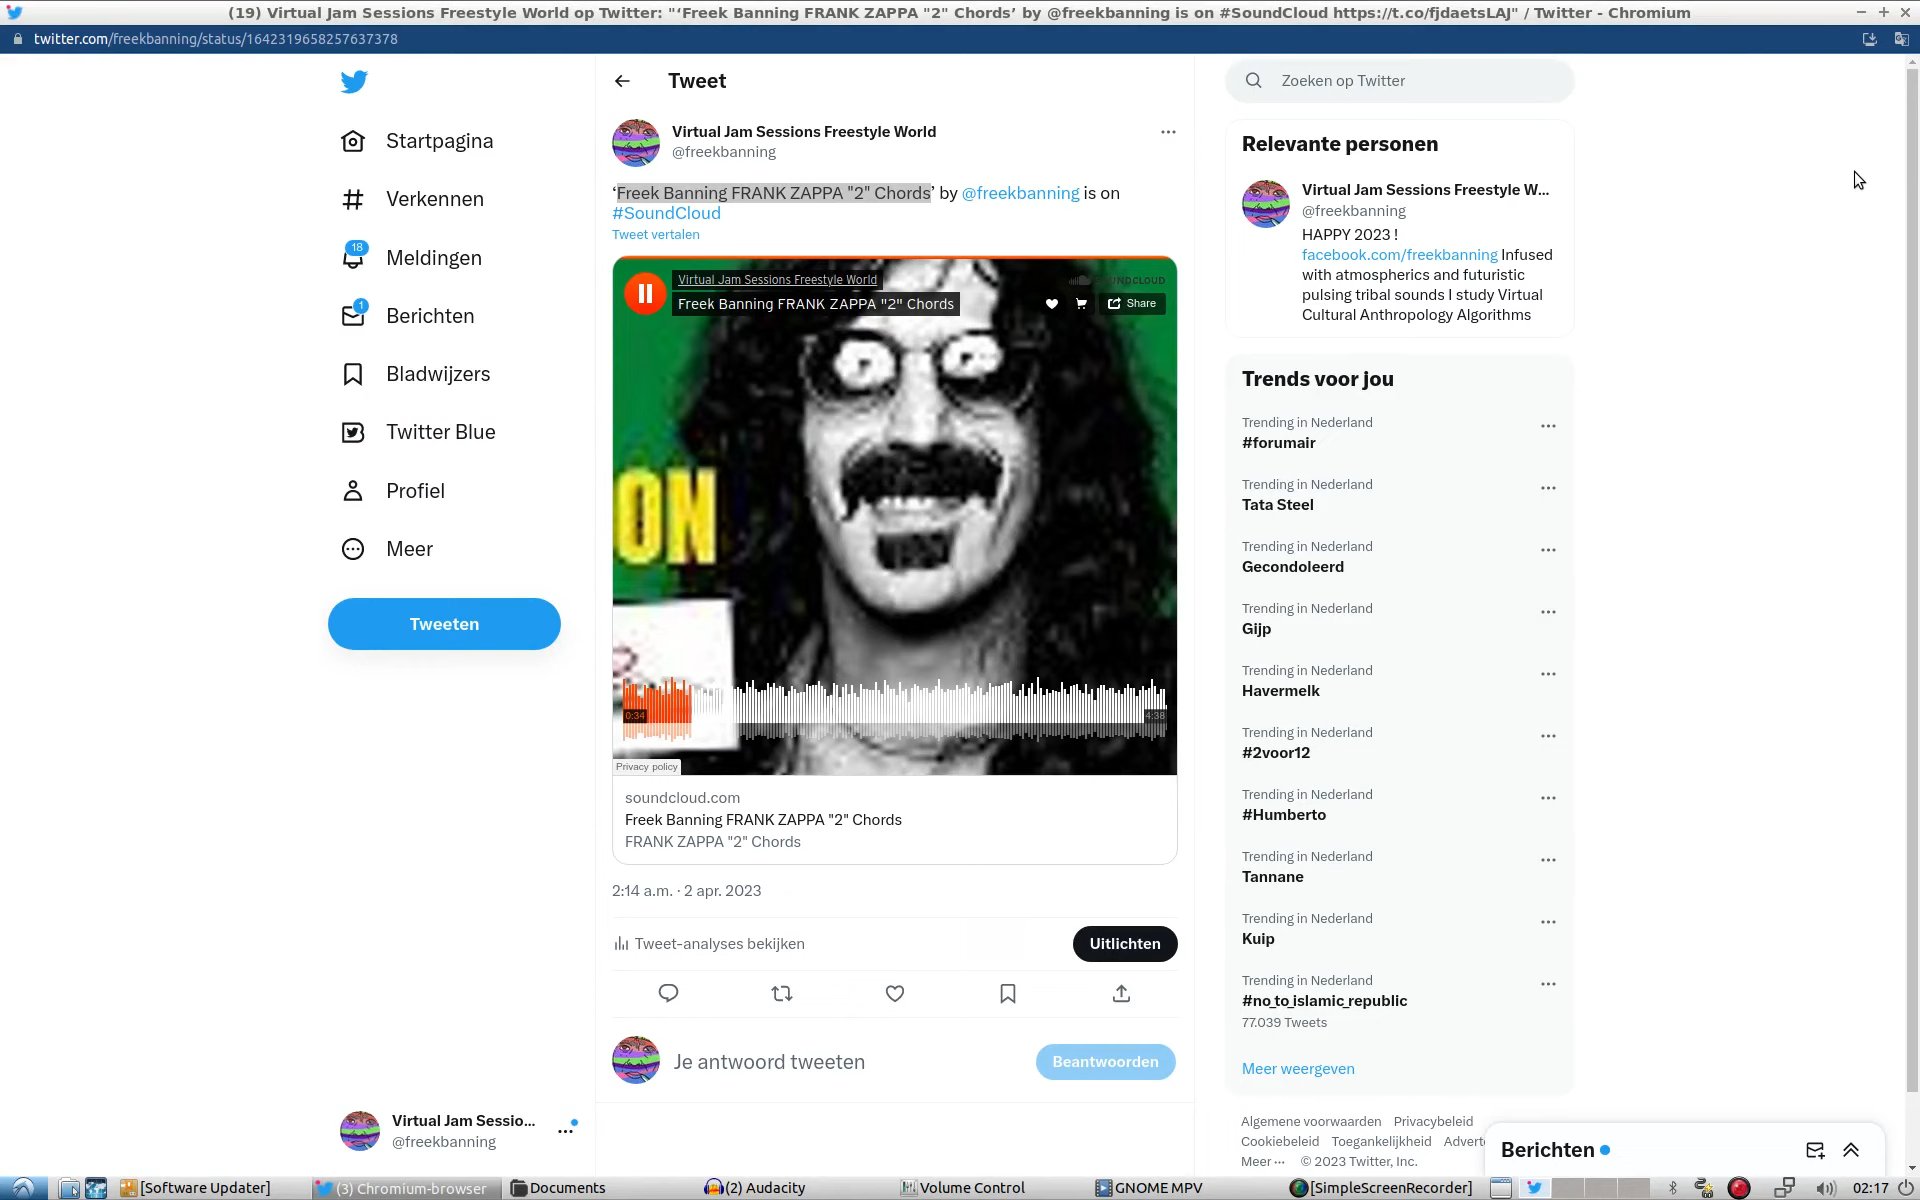 (19) Virtual Jam Sessions Freestyle World op Twitter: "‘Freek Banning FRANK ZAPPA "2" Chords’ by @freekbanning is on #SoundCloud https://t.co/fjdaetsLAJ" / Twitter - Chromium
twitter.com/freekbanning/status/1642319658257637378
Startpagina
Verkennen
18
Meldingen
1
Berichten
Bladwijzers
Twitter Blue
Profiel
Meer
Tweeten
Virtual Jam Sessio...
@freekbanning
Tweet
Virtual Jam Sessions Freestyle World
@freekbanning
‘Freek Banning FRANK ZAPPA "2" Chords’ by @freekbanning is on
#SoundCloud
Tweet vertalen
Virtual Jam Sessions Freestyle World
SOUNDCLOUD
Freek Banning FRANK ZAPPA "2" Chords
Share
ON
0:34
4:38
Privacy policy
soundcloud.com
Freek Banning FRANK ZAPPA "2" Chords
FRANK ZAPPA "2" Chords
2:14 a.m. · 2 apr. 2023
Tweet-analyses bekijken
Uitlichten
Je antwoord tweeten
Beantwoorden
Zoeken op Twitter
Relevante personen
Virtual Jam Sessions Freestyle W...
@freekbanning
HAPPY 2023 !
facebook.com/freekbanning Infused
with atmospherics and futuristic
pulsing tribal sounds I study Virtual
Cultural Anthropology Algorithms
Trends voor jou
Trending in Nederland
#forumair
Trending in Nederland
Tata Steel
Trending in Nederland
Gecondoleerd
Trending in Nederland
Gijp
Trending in Nederland
Havermelk
Trending in Nederland
#2voor12
Trending in Nederland
#Humberto
Trending in Nederland
Tannane
Trending in Nederland
Kuip
Trending in Nederland
#no_to_islamic_republic
77.039 Tweets
Meer weergeven
Algemene voorwaarden Privacybeleid
Cookiebeleid Toegankelijkheid Advert
Meer ··· © 2023 Twitter, Inc.
Berichten
[Software Updater] (3) Chromium-browser Documents (2) Audacity Volume Control GNOME MPV [SimpleScreenRecorder] 02:17